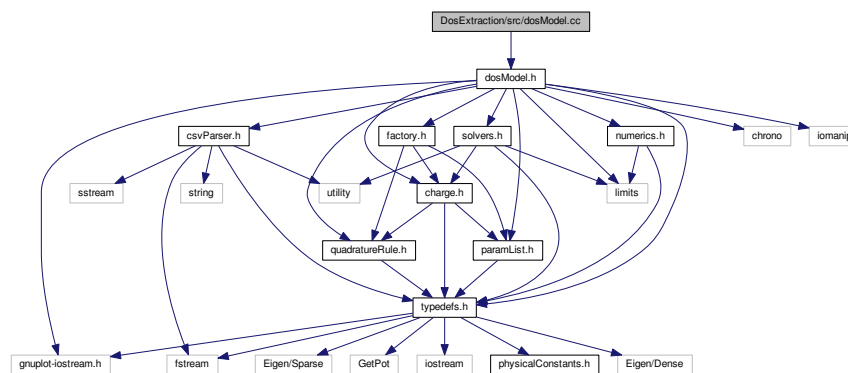 DosExtraction/src/dosModel.cc
dosModel.h
csvParser.h
factory.h
solvers.h
numerics.h
chrono
iomanip
sstream
string
utility
charge.h
limits
quadratureRule.h
paramList.h
typedefs.h
gnuplot-iostream.h
fstream
Eigen/Sparse
GetPot
iostream
physicalConstants.h
Eigen/Dense